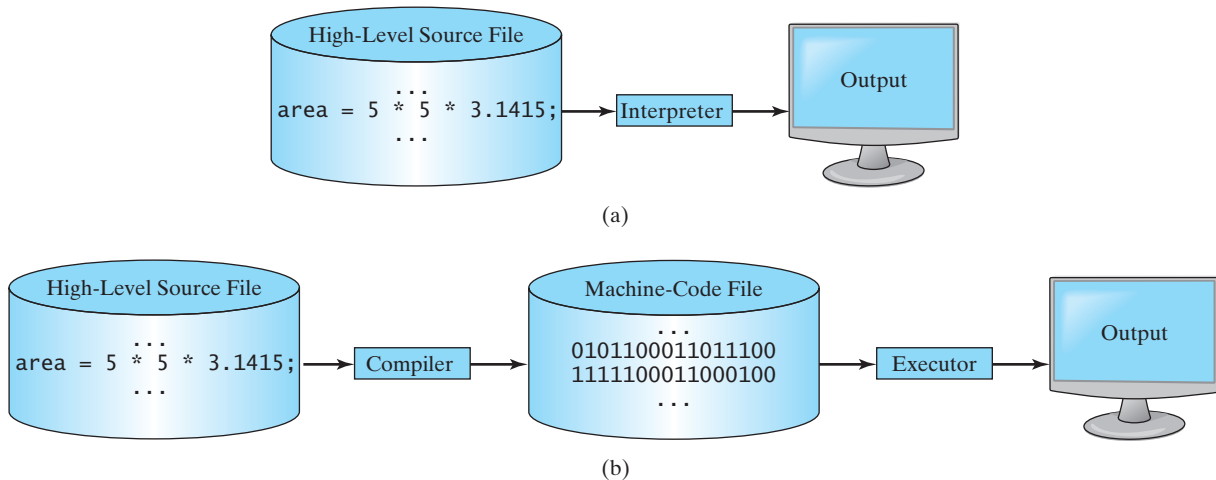 High-Level Source File
...
area = 5 * 5 * 3.1415;
...
Interpreter
Output
(a)
High-Level Source File
...
area = 5 * 5 * 3.1415;
...
Compiler
Machine-Code File
...
0101100011011100
1111100011000100
...
Executor
Output
(b)